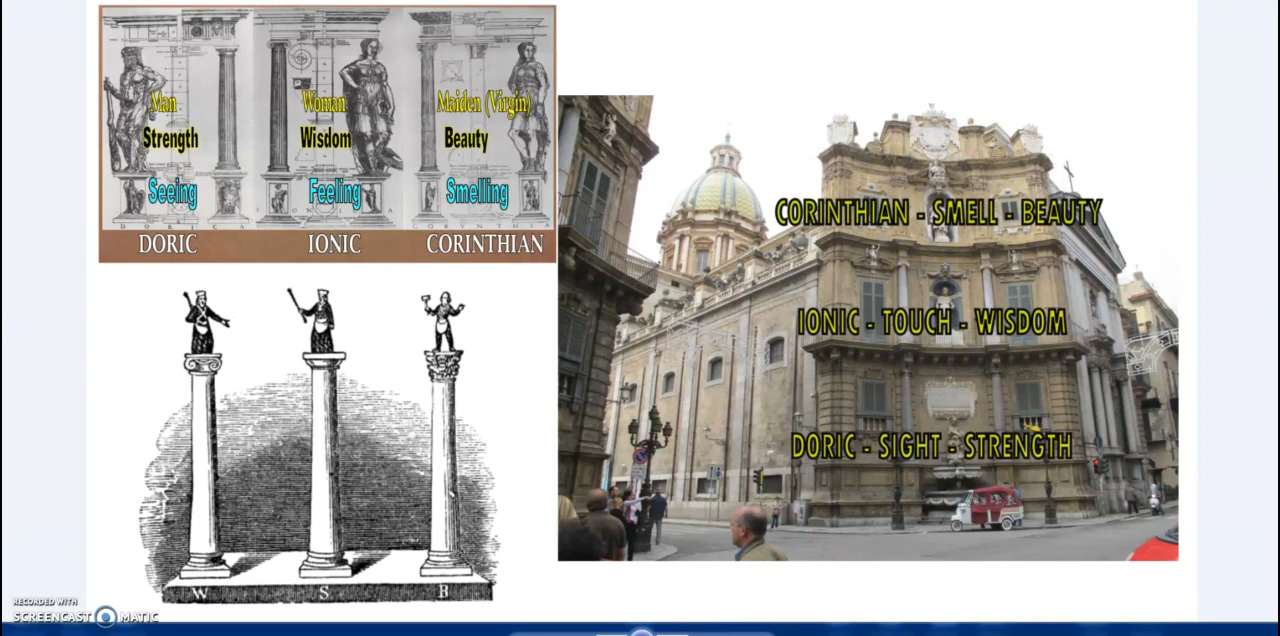 Man
Woman
Maiden (Virgin)
Strength
Wisdom
Beauty
Seeing
Feeling
Smelling
DORIC
IONIC
CORINTHIAN
W
S
B
CORINTHIAN - SMELL - BEAUTY
IONIC - TOUCH - WISDOM
DORIC - SIGHT - STRENGTH
RECORDED WITH
SCREENCAST MATIC